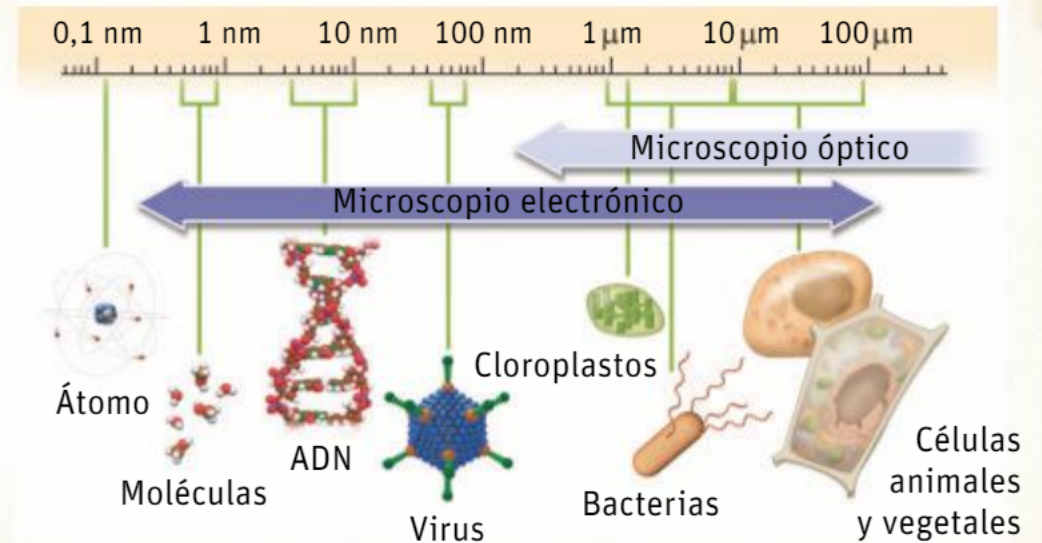 0,1 nm 1 nm 10 nm 100 nm 1 μm 10 μm 100 μm
Microscopio óptico
Microscopio electrónico
Átomo
Moléculas
ADN
Virus
Cloroplastos
Bacterias
Células
animales
y vegetales